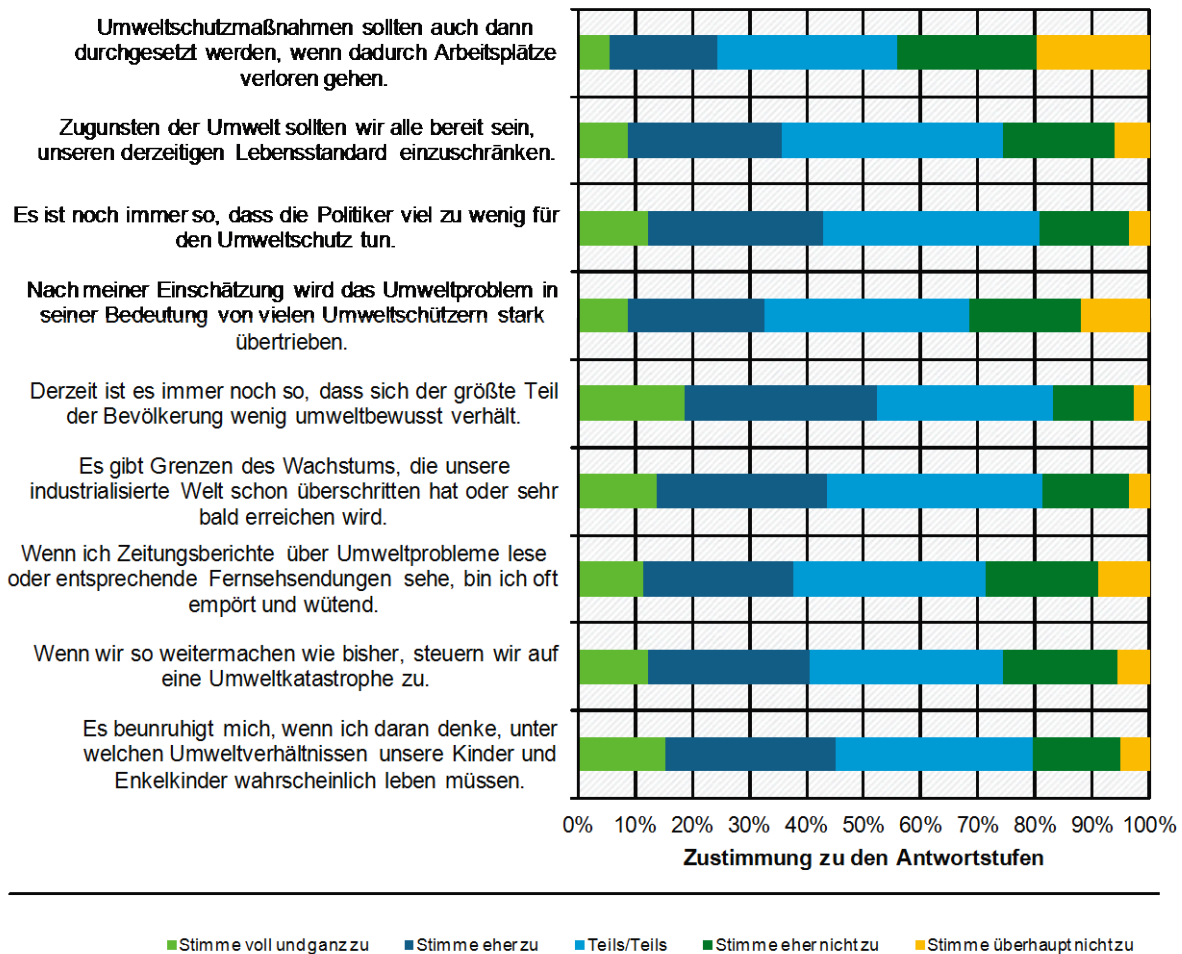 Umweltschutzmaßnahmen sollten auch dann
durchgesetzt werden, wenn dadurch Arbeitsplätze
verloren gehen.
Zugunsten der Umwelt sollten wir alle bereit sein,
unseren derzeitigen Lebensstandard einzuschränken.
Es ist noch immer so, dass die Politiker viel zu wenig für
den Umweltschutz tun.
Nach meiner Einschätzung wird das Umweltproblem in
seiner Bedeutung von vielen Umweltschützern stark
übertrieben.
Derzeit ist es immer noch so, dass sich der größte Teil
der Bevölkerung wenig umweltbewusst verhält.
Es gibt Grenzen des Wachstums, die unsere
industrialisierte Welt schon überschritten hat oder sehr
bald erreichen wird.
Wenn ich Zeitungsberichte über Umweltprobleme lese
oder entsprechende Fernsehsendungen sehe, bin ich oft
empört und wütend.
Wenn wir so weitermachen wie bisher, steuern wir auf
eine Umweltkatastrophe zu.
Es beunruhigt mich, wenn ich daran denke, unter
welchen Umweltverhältnissen unsere Kinder und
Enkelkinder wahrscheinlich leben müssen.
0% 10% 20% 30% 40% 50% 60% 70% 80% 90% 100%
Zustimmung zu den Antwortstufen
Stimme voll und ganz zu Stimme eher zu Teils/Teils Stimme eher nicht zu Stimme überhaupt nicht zu